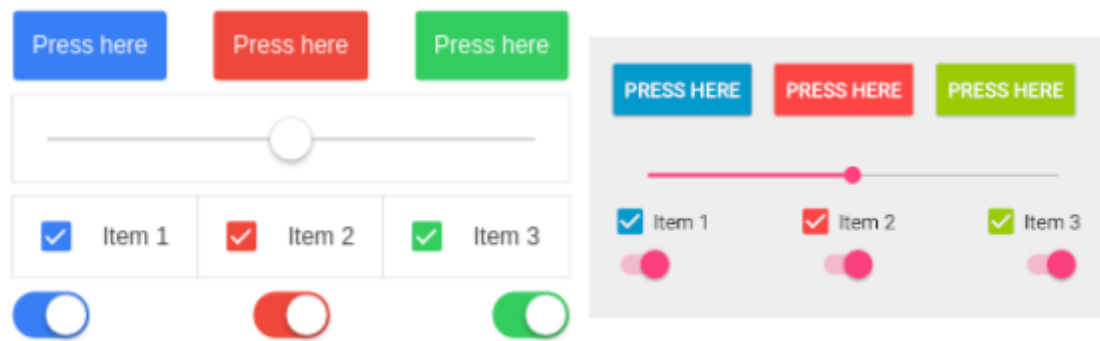 Press here Press here Press here
Item 1 Item 2 Item 3
PRESS HERE PRESS HERE PRESS HERE
Item 1 Item 2 Item 3